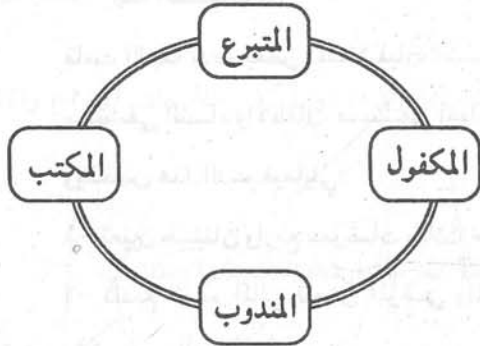 المتبرع
المكفول
المكتب
المندوب